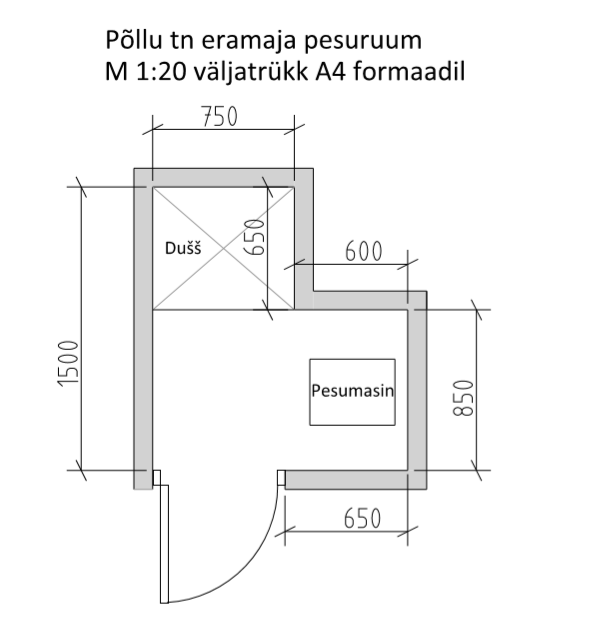 Põllu tn eramaja pesuruum
M 1:20 väljatrükk A4 formaadil
750
Dušš
650
600
1500
Pesumasin
850
650